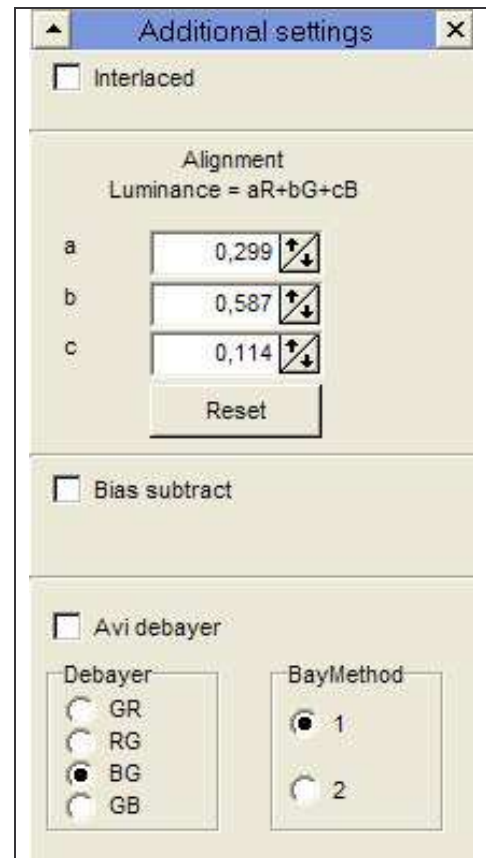 Additional settings
Interlaced
Alignment
Luminance = aR+bG+cB
a 0,299
b 0,587
c 0,114
Reset
Bias subtract
Avi debayer
Debayer
GR
RG
BG
GB
BayMethod
1
2